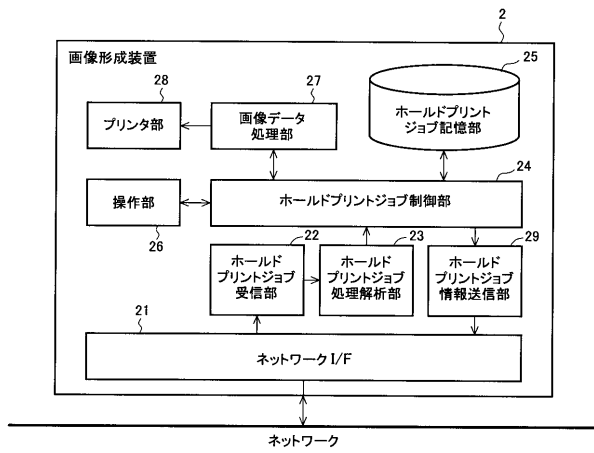 2
画像形成装置
28
27
25
プリンタ部
画像データ
処理部
ホールドプリント
ジョブ記憶部
24
操作部
ホールドプリントジョブ制御部
26
22
23
29
ホールド
プリントジョブ
受信部
ホールド
プリントジョブ
処理解析部
ホールド
プリントジョブ
情報送信部
21
ネットワークI/F
ネットワーク